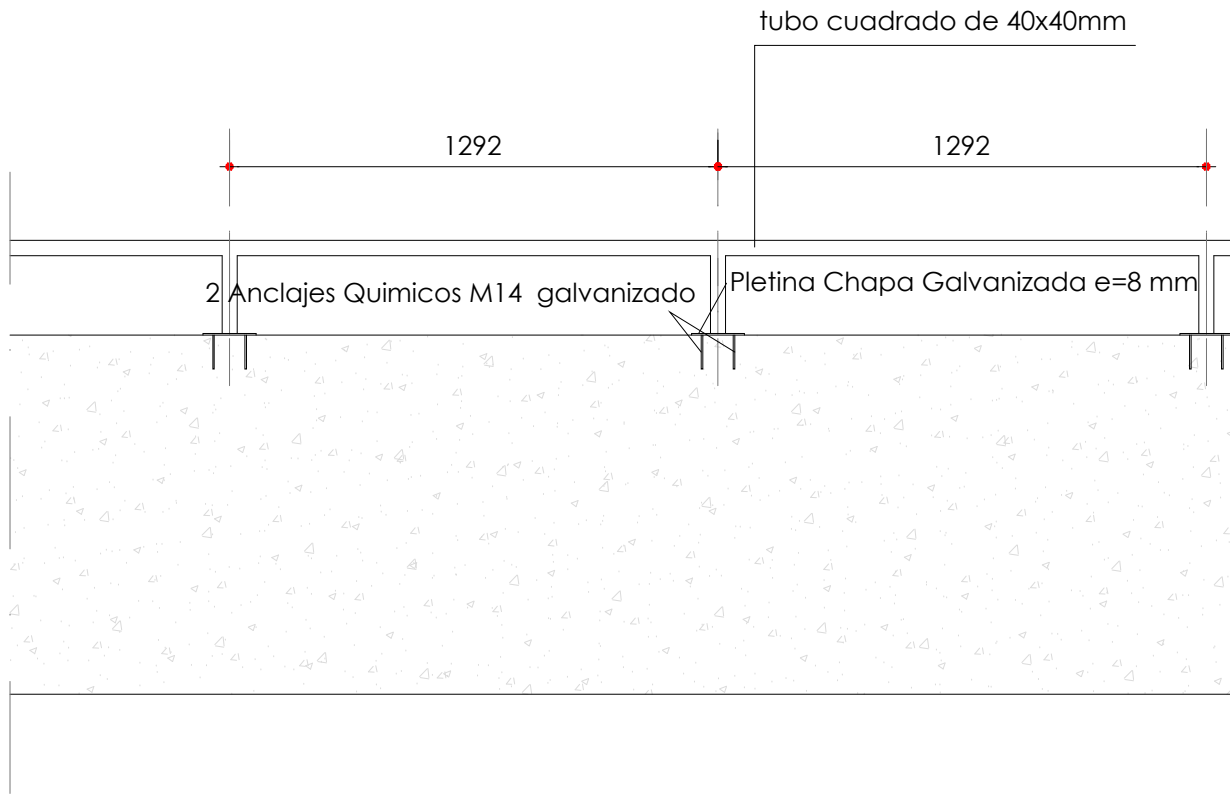 tubo cuadrado de 40x40mm
1292
1292
2 Anclajes Quimicos M14 galvanizado
Pletina Chapa Galvanizada e=8 mm